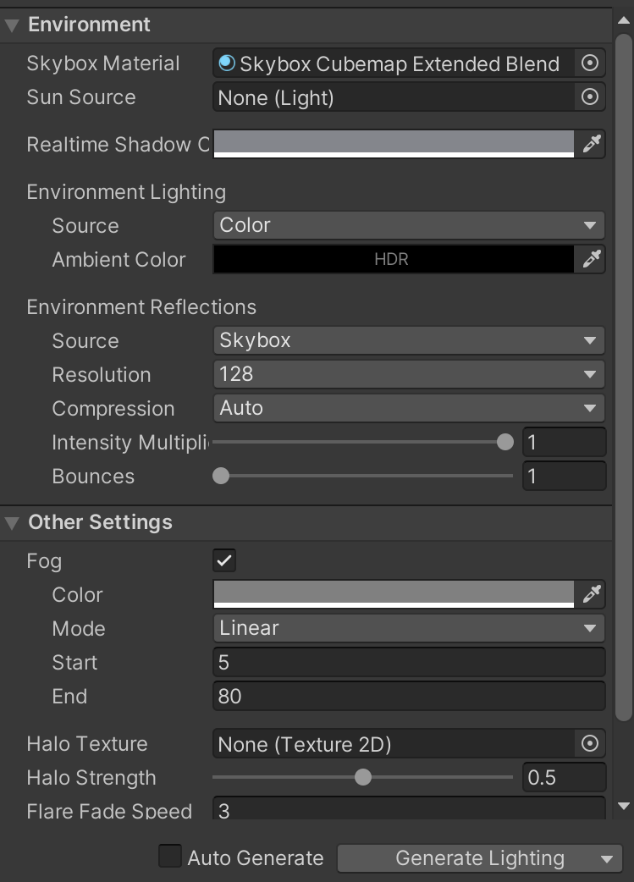 Environment
Skybox Material Skybox Cubemap Extended Blend
Sun Source None (Light)
Realtime Shadow C
Environment Lighting
Source Color
Ambient Color HDR
Environment Reflections
Source Skybox
Resolution 128
Compression Auto
Intensity Multipli 1
Bounces 1
Other Settings
Fog
Color
Mode Linear
Start 5
End 80
Halo Texture None (Texture 2D)
Halo Strength 0.5
Flare Fade Speed 3
Auto Generate Generate Lighting